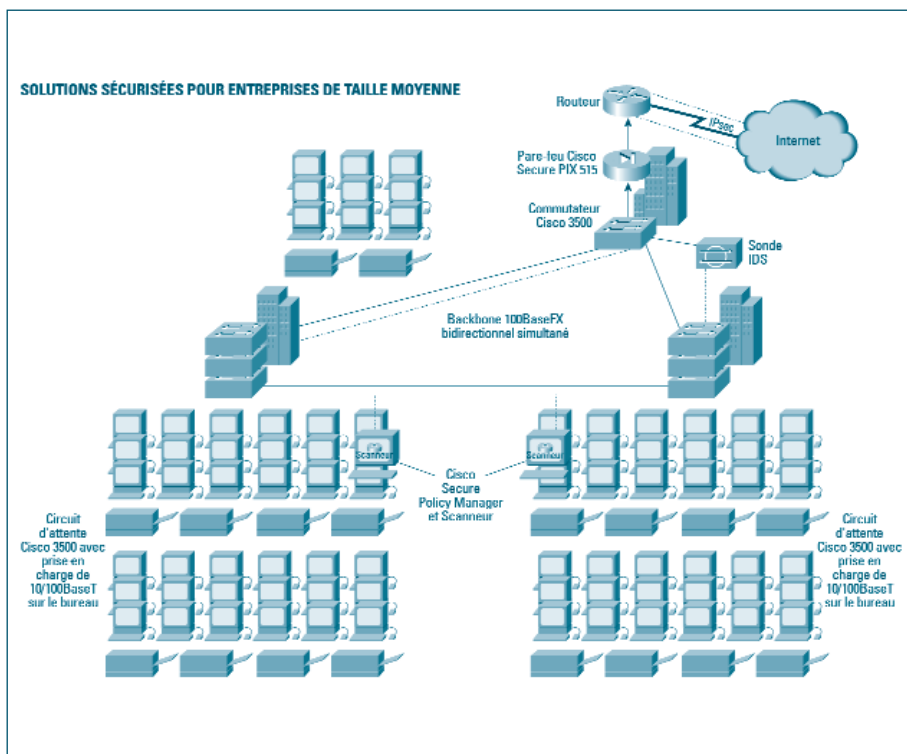 SOLUTIONS SÉCURISÉES POUR ENTREPRISES DE TAILLE MOYENNE
Routeur
IPsec
Internet
Pare-feu Cisco
Secure PIX 515
Commutateur
Cisco 3500
Sonde
IDS
Backbone 100BaseFX
bidirectionnel simultané
Scanneur
Scanneur
Cisco
Secure
Policy Manager
et Scanneur
Circuit
d'attente
Cisco 3500 avec
prise en
charge de
10/100BaseT
sur le bureau
Circuit
d'attente
Cisco 3500 avec
prise en
charge de
10/100BaseT
sur le bureau